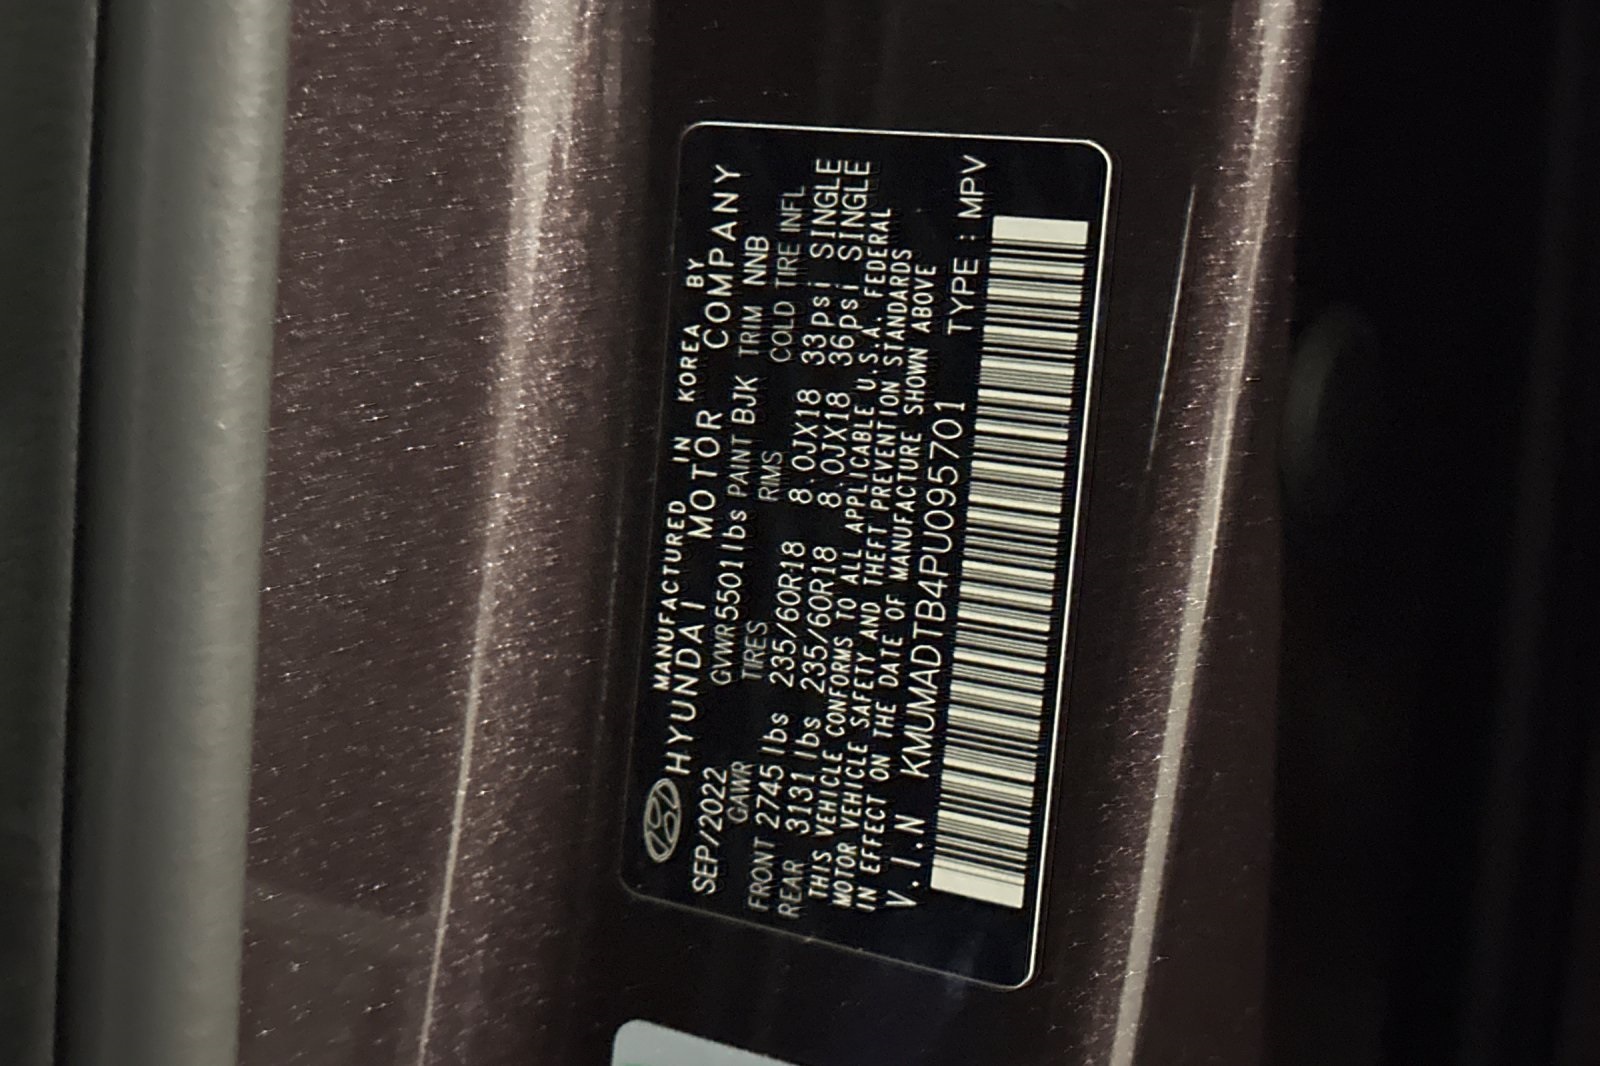 MANUFACTURED IN KOREA BY
HYUNDAI MOTOR COMPANY
SEP/2022 GVWR 5501 lbs PAINT BJK TRIM NNB
GAWR TIRES RIMS COLD TIRE INFL
FRONT 2745 lbs 235/60R18 8.0JX18 33psi SINGLE
REAR 3131 lbs 235/60R18 8.0JX18 36psi SINGLE
THIS VEHICLE CONFORMS TO ALL APPLICABLE U.S.A. FEDERAL
MOTOR VEHICLE SAFETY AND THEFT PREVENTION STANDARDS
IN EFFECT ON THE DATE OF MANUFACTURE SHOWN ABOVE
V.I.N KMUMADTB4PU095701 TYPE : MPV